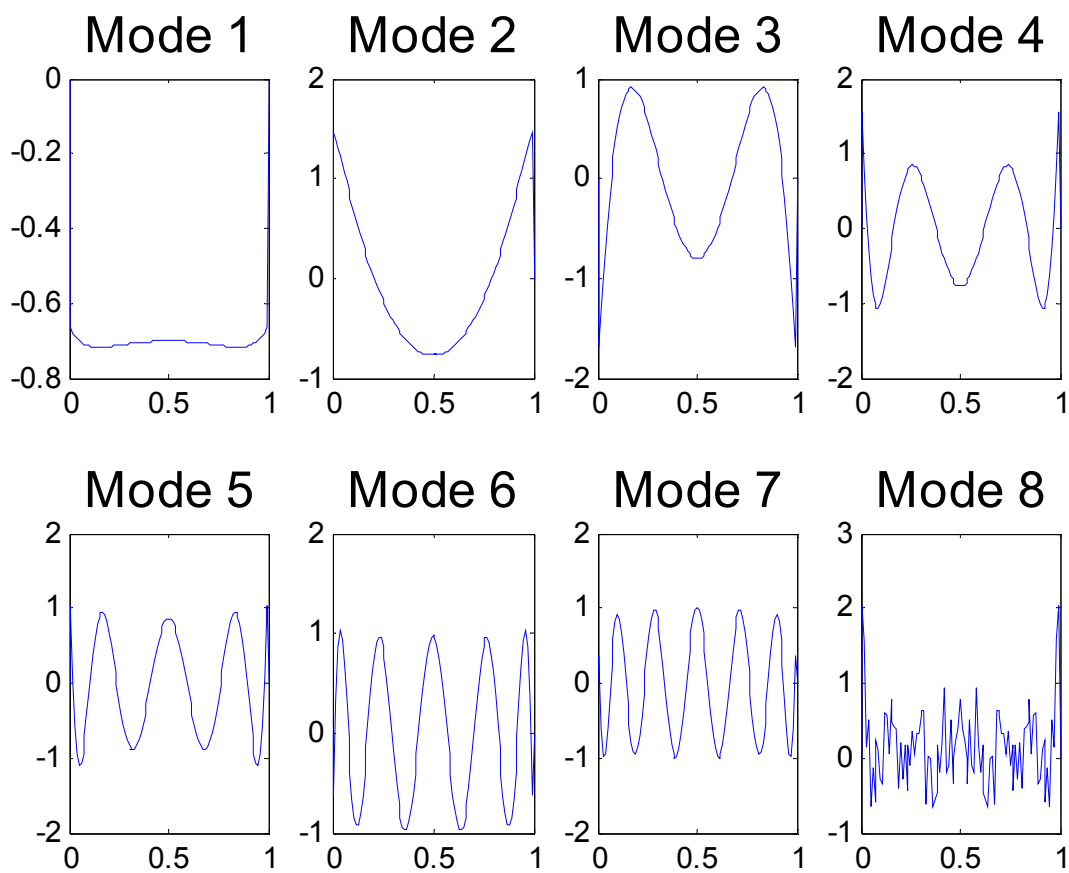 Mode 1 Mode 2 Mode 3 Mode 4
0 2 1 2
-0.2 1 0 1
-0.4 0 -1 0
-0.6 -1
-0.8 -1 -2 -2
0 0.5 1 0 0.5 1 0 0.5 1 0 0.5 1
Mode 5 Mode 6 Mode 7 Mode 8
2 2 2 3
1 1 1 2
0 0 0 1
-1 -1 0
-2 -1 -2 -1
0 0.5 1 0 0.5 1 0 0.5 1 0 0.5 1